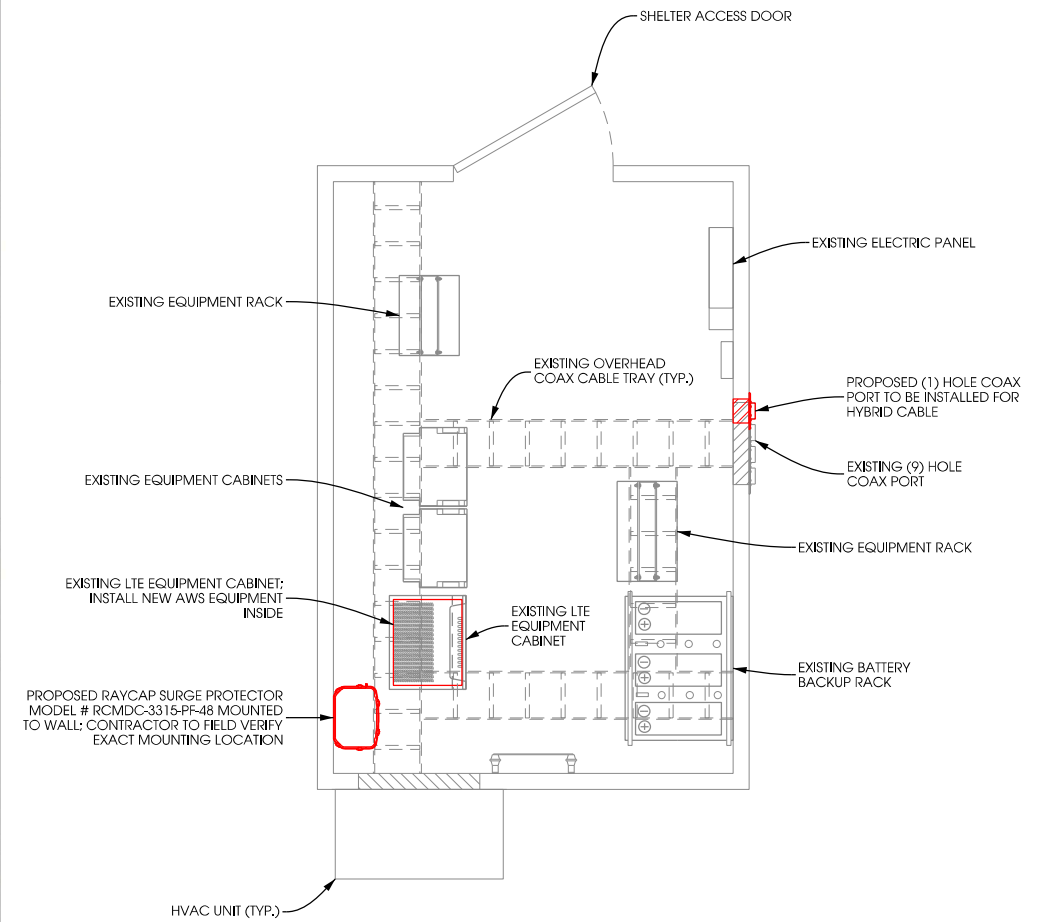 SHELTER ACCESS DOOR
EXISTING ELECTRIC PANEL
EXISTING EQUIPMENT RACK
EXISTING OVERHEAD
COAX CABLE TRAY (TYP.)
PROPOSED (1) HOLE COAX
PORT TO BE INSTALLED FOR
HYBRID CABLE
EXISTING (9) HOLE
COAX PORT
EXISTING EQUIPMENT CABINETS
EXISTING EQUIPMENT RACK
EXISTING LTE EQUIPMENT CABINET;
INSTALL NEW AWS EQUIPMENT
INSIDE
EXISTING LTE
EQUIPMENT
CABINET
EXISTING BATTERY
BACKUP RACK
PROPOSED RAYCAP SURGE PROTECTOR
MODEL # RCMDC-3315-PF-48 MOUNTED
TO WALL; CONTRACTOR TO FIELD VERIFY
EXACT MOUNTING LOCATION
HVAC UNIT (TYP.)